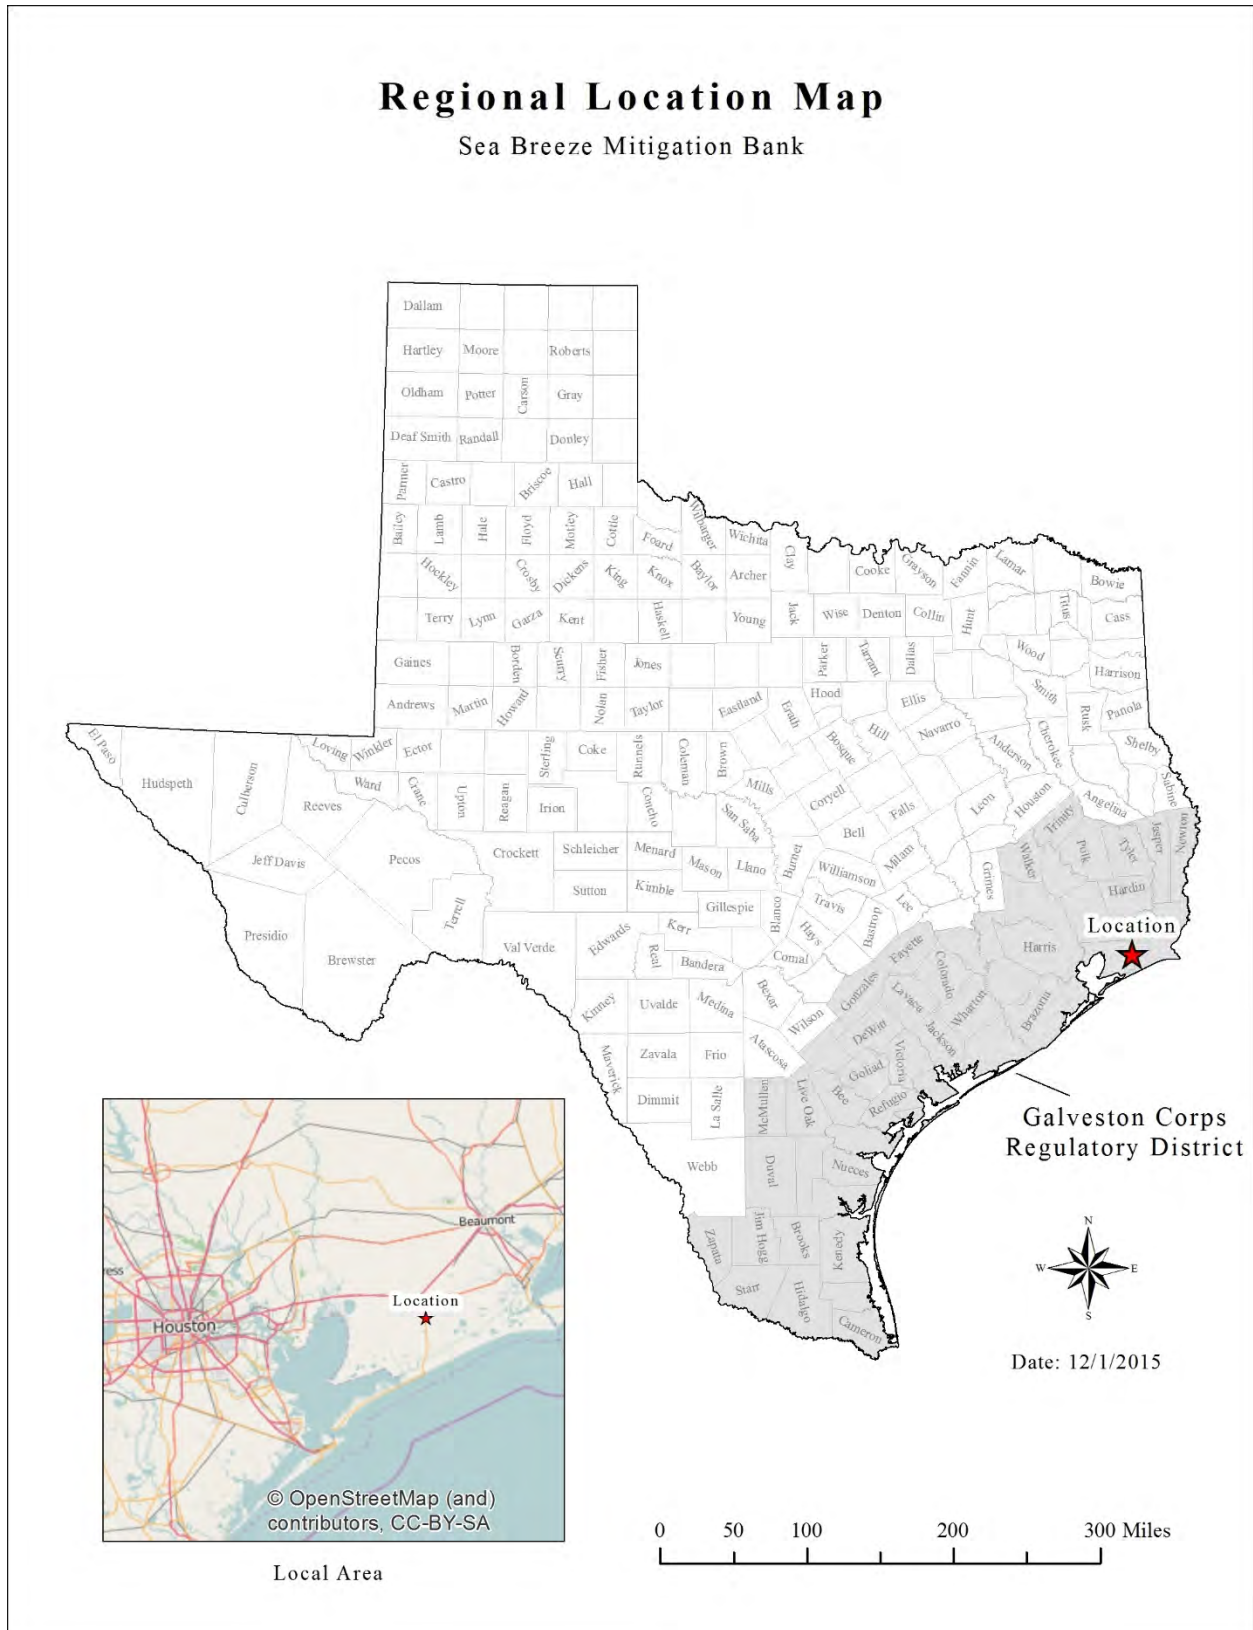 Regional Location Map
Sea Breeze Mitigation Bank
Dallam
Hartley Moore Roberts
Oldham Potter Carson Gray
Deaf Smith Randall Donley
Parmer Castro Briscoe Hall
Bailey Lamb Hale Floyd Motley Cottle Foard Wilbarger Wichita Clay
Hockley Crosby Dickens King Knox Baylor Archer Cooke Grayson Fannin Lamar Bowie
Terry Lynn Garza Kent Haskell Young Jack Wise Denton Collin Hunt Titus Cass
Gaines Borden Scurry Fisher Jones Parker Tarrant Dallas Wood Harrison
Andrews Martin Howard Nolan Taylor Eastland Erath Hood Ellis Smith Rusk Panola
El Paso Loving Winkler Ector Sterling Coke Runnels Coleman Brown Bosque Hill Navarro Anderson Cherokee Shelby
Hudspeth Culberson Reeves Ward Crane Upton Reagan Irion Concho Mills Coryell Falls Leon Houston Angelina Sabine
Jeff Davis Pecos Crockett Schleicher Menard San Saba Bell Trinity Jasper Newton
Sutton Kimble Mason Llano Burnet Williamson Milam Grimes Walker Polk Tyler Hardin
Presidio Brewster Terrell Val Verde Edwards Kerr Gillespie Blanco Travis Hays Bastrop Lee Fayette Harris
Location
Real Bandera Comal Gonzales Colorado
Kinney Uvalde Medina Bexar Wilson Lavaca Wharton Brazoria
Maverick Zavala Frio Atascosa DeWitt Jackson
Dimmit La Salle McMullen Live Oak Bee Goliad Victoria Refugio
Galveston Corps
Regulatory District
Webb Duval Nueces
Zapata Jim Hogg Brooks Kenedy
Starr Hidalgo Cameron
N
W E
S
Date: 12/1/2015
Beaumont
ress
Location
Houston
© OpenStreetMap (and)
contributors, CC-BY-SA
Local Area
0 50 100 200 300 Miles